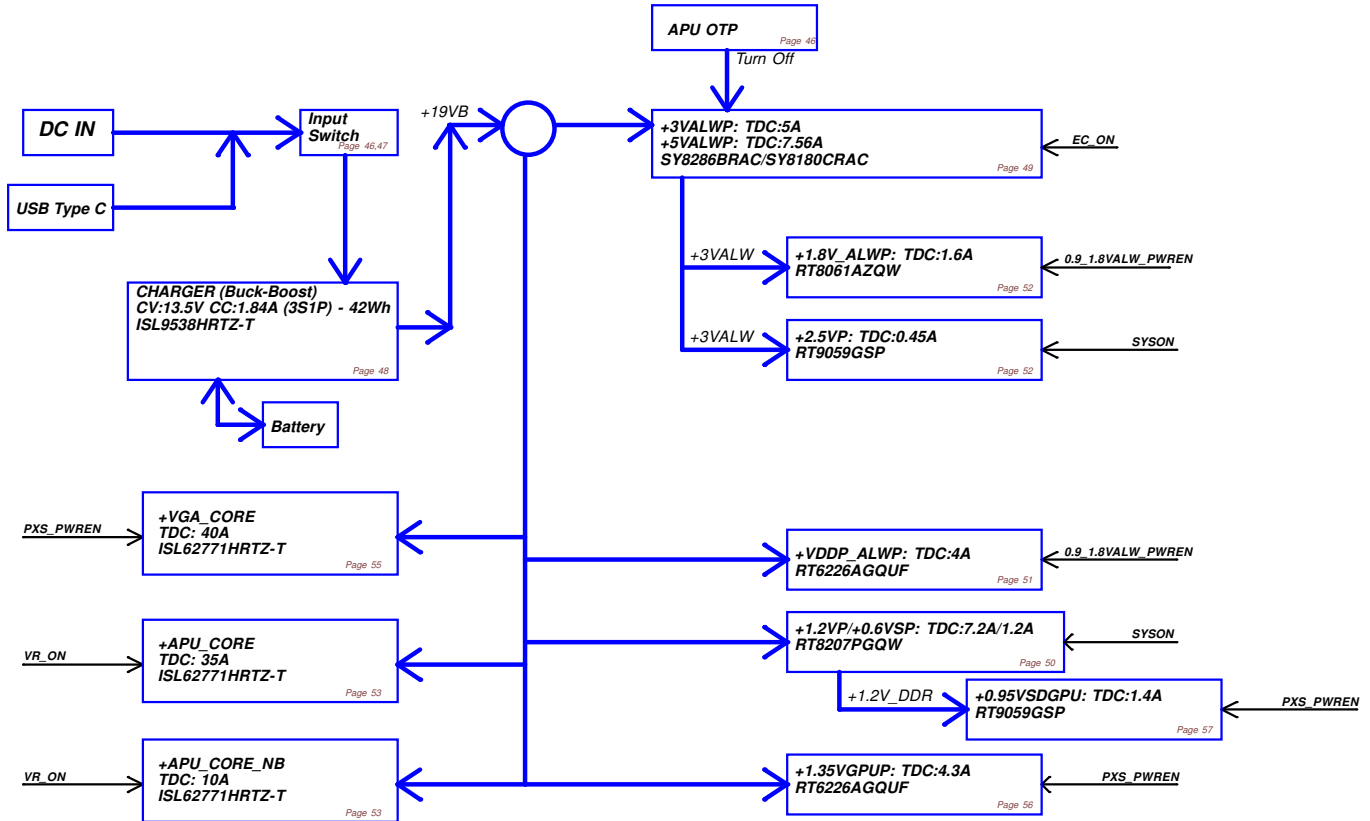 APU OTP
Page 46
Turn Off
DC IN
Input
Switch
Page 46,47
+19VB
+3VALWP: TDC:5A
+5VALWP: TDC:7.56A
SY8286BRAC/SY8180CRAC
Page 49
EC_ON
USB Type C
+3VALW
+1.8V_ALWP: TDC:1.6A
RT8061AZQW
Page 52
0.9_1.8VALW_PWREN
CHARGER (Buck-Boost)
CV:13.5V CC:1.84A (3S1P) - 42Wh
ISL9538HRTZ-T
Page 48
+3VALW
+2.5VP: TDC:0.45A
RT9059GSP
Page 52
SYSON
Battery
PXS_PWREN
+VGA_CORE
TDC: 40A
ISL62771HRTZ-T
Page 55
+VDDP_ALWP: TDC:4A
RT6226AGQUF
Page 51
0.9_1.8VALW_PWREN
VR_ON
+APU_CORE
TDC: 35A
ISL62771HRTZ-T
Page 53
+1.2VP/+0.6VSP: TDC:7.2A/1.2A
RT8207PGQW
Page 50
SYSON
+1.2V_DDR
+0.95VSDGPU: TDC:1.4A
RT9059GSP
Page 57
PXS_PWREN
VR_ON
+APU_CORE_NB
TDC: 10A
ISL62771HRTZ-T
Page 53
+1.35VGPUP: TDC:4.3A
RT6226AGQUF
Page 56
PXS_PWREN